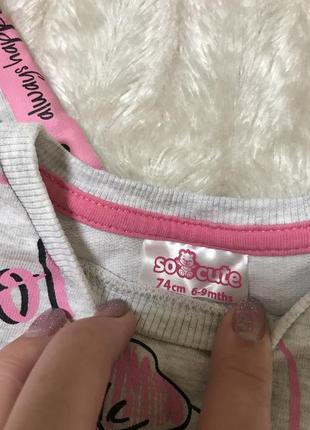 always happy
so cute
74cm 6-9mths